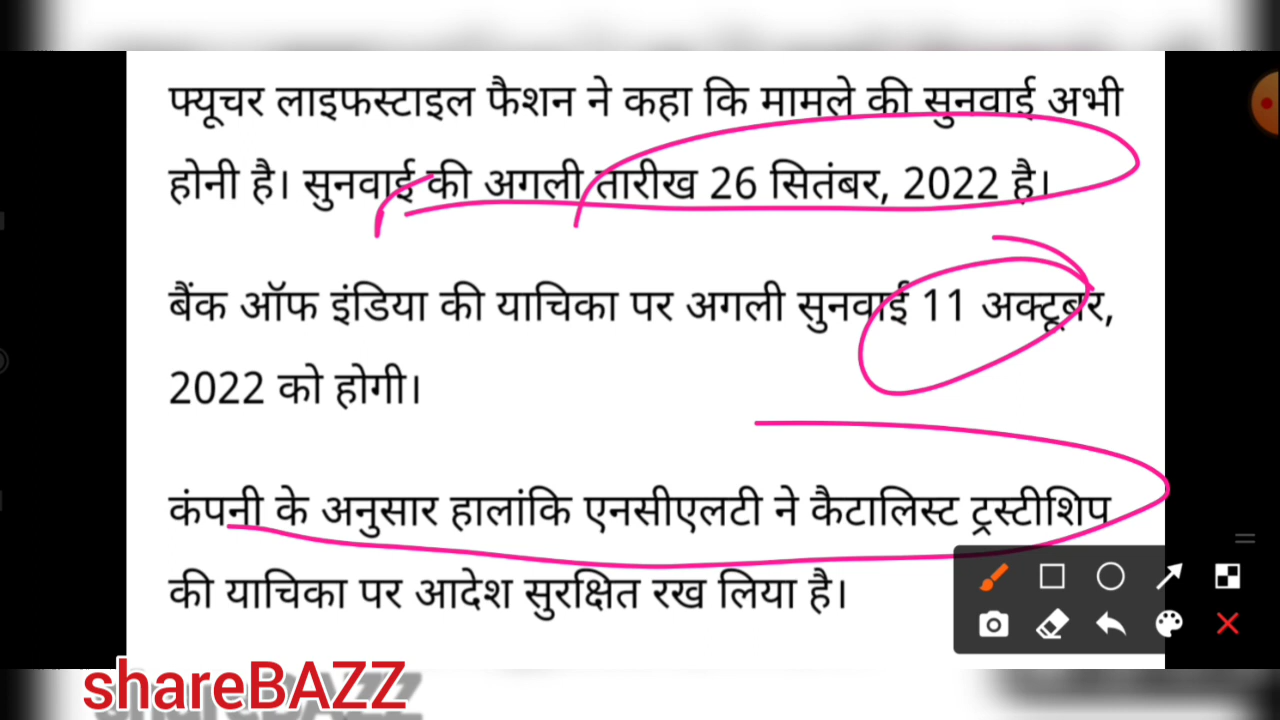 फ्यूचर लाइफस्टाइल फैशन ने कहा कि मामले की सुनवाई अभी
होनी है। सुनवाई की अगली तारीख 26 सितंबर, 2022 है।
बैंक ऑफ इंडिया की याचिका पर अगली सुनवाई 11 अक्टूबर,
2022 को होगी।
कंपनी के अनुसार हालांकि एनसीएलटी ने कैटालिस्ट ट्रस्टीशिप
की याचिका पर आदेश सुरक्षित रख लिया है।
shareBAZZ